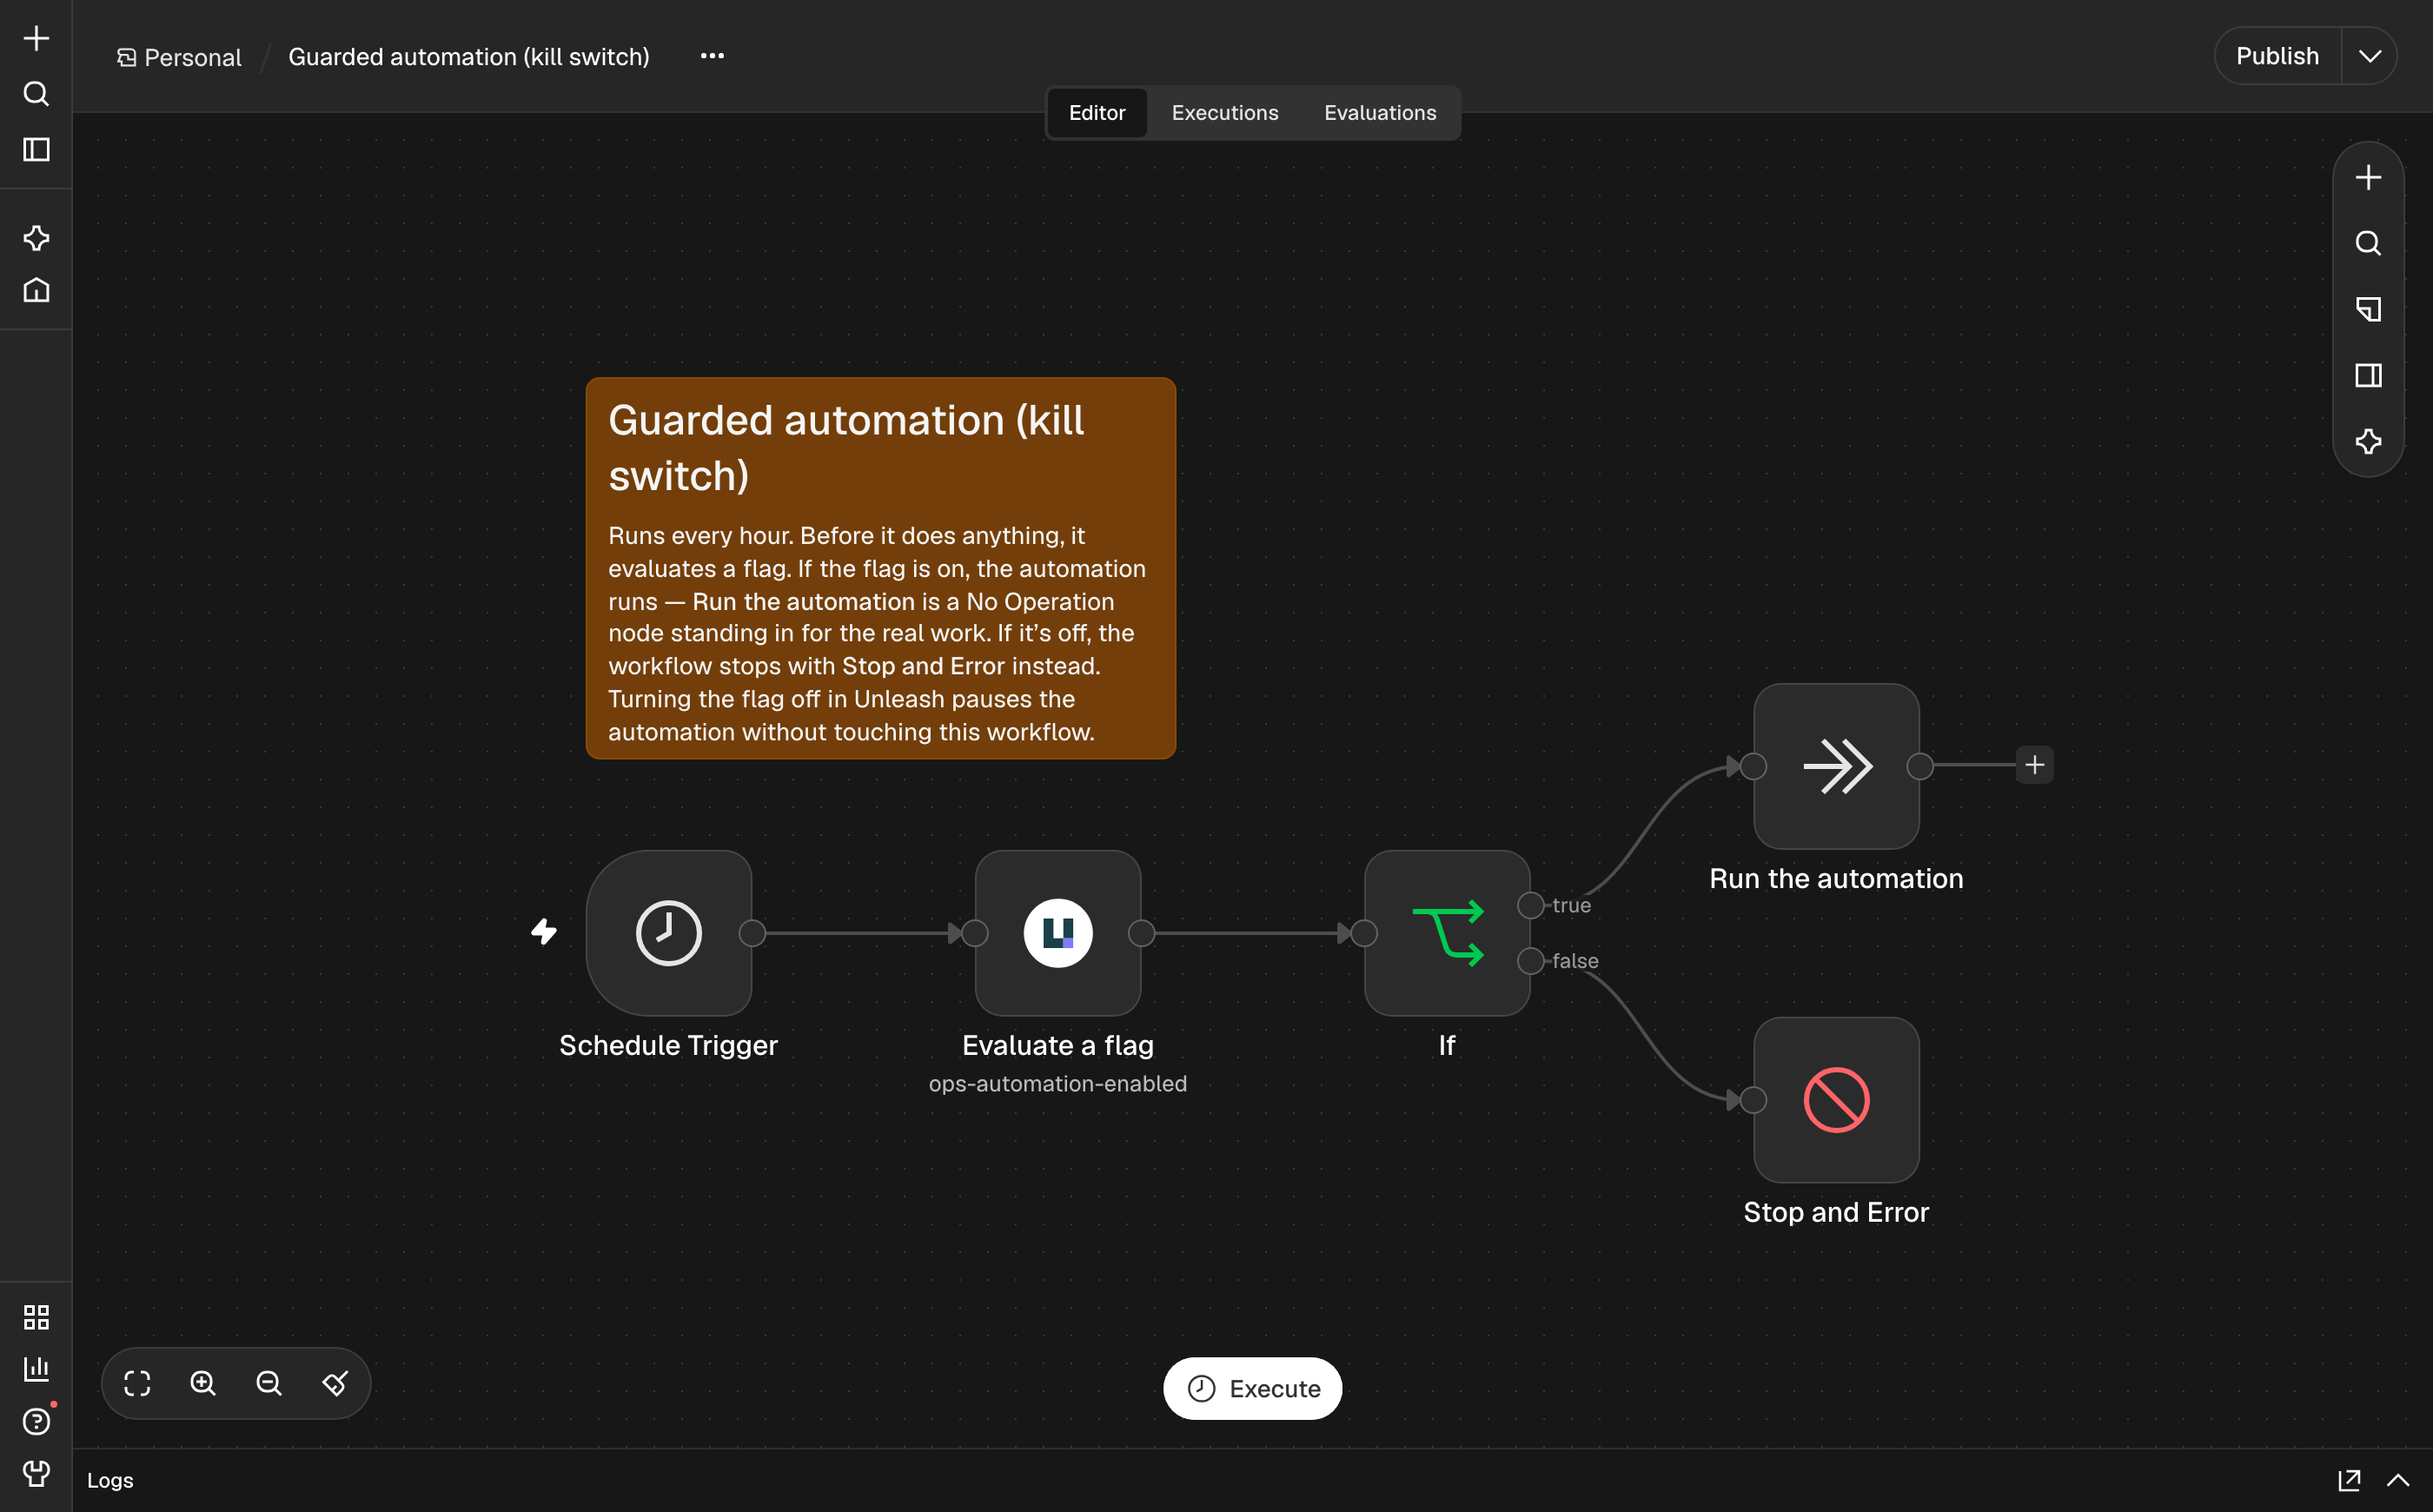 Personal / Guarded automation (kill switch)
Publish
Editor Executions Evaluations
Guarded automation (kill
switch)
Runs every hour. Before it does anything, it
evaluates a flag. If the flag is on, the automation
runs — Run the automation is a No Operation
node standing in for the real work. If it’s off, the
workflow stops with Stop and Error instead.
Turning the flag off in Unleash pauses the
automation without touching this workflow.
Run the automation
true
false
Schedule Trigger
Evaluate a flag
ops-automation-enabled
If
Stop and Error
Execute
Logs